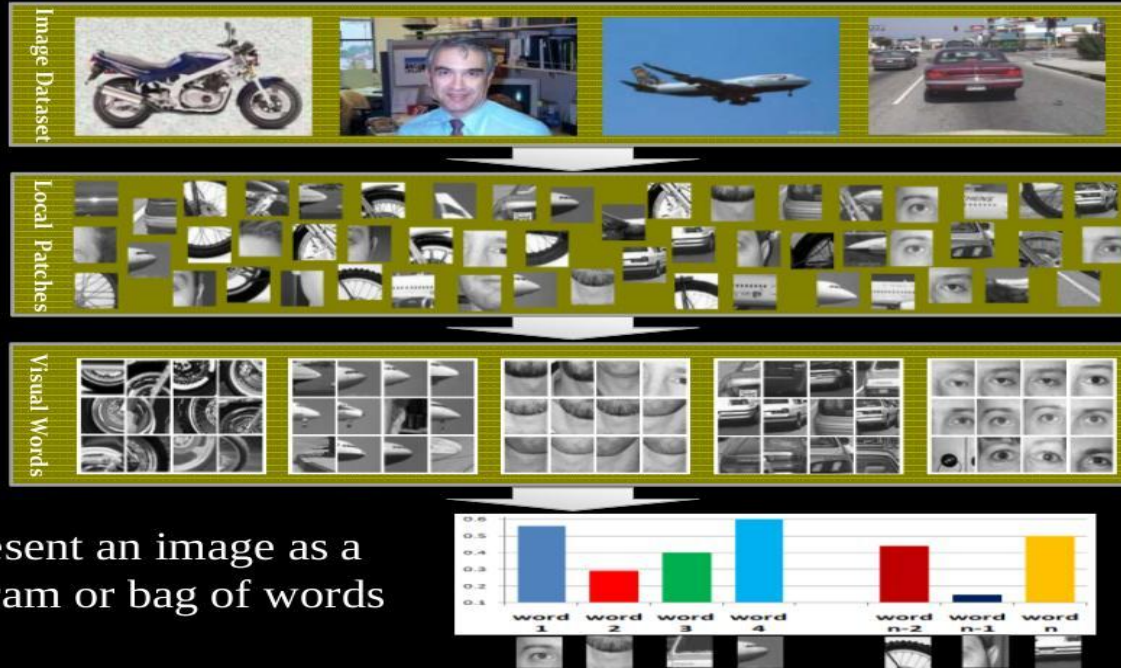 Image Dataset
Local Patches
Visual Words
esent an image as a
ram or bag of words
0.6
0.5
0.4
0.3
0.2
0.1
word 1
word 2
word 3
word 4
word n-2
word n-1
word n